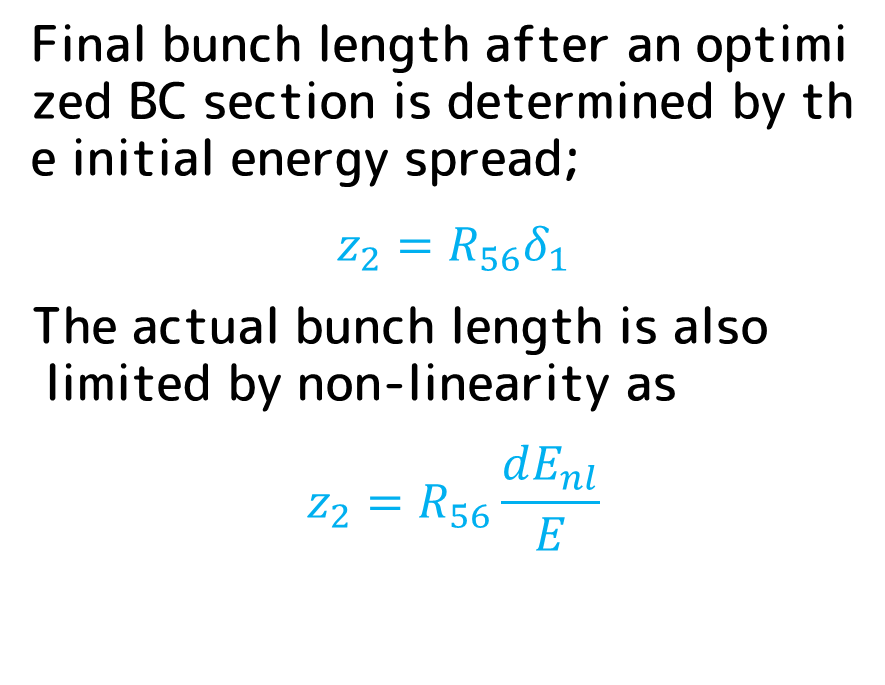 Final bunch length after an optimi
zed BC section is determined by th
e initial energy spread;
z₂ = R₅₆δ₁
The actual bunch length is also
limited by non-linearity as
z₂ = R₅₆ dEₙₗ/E